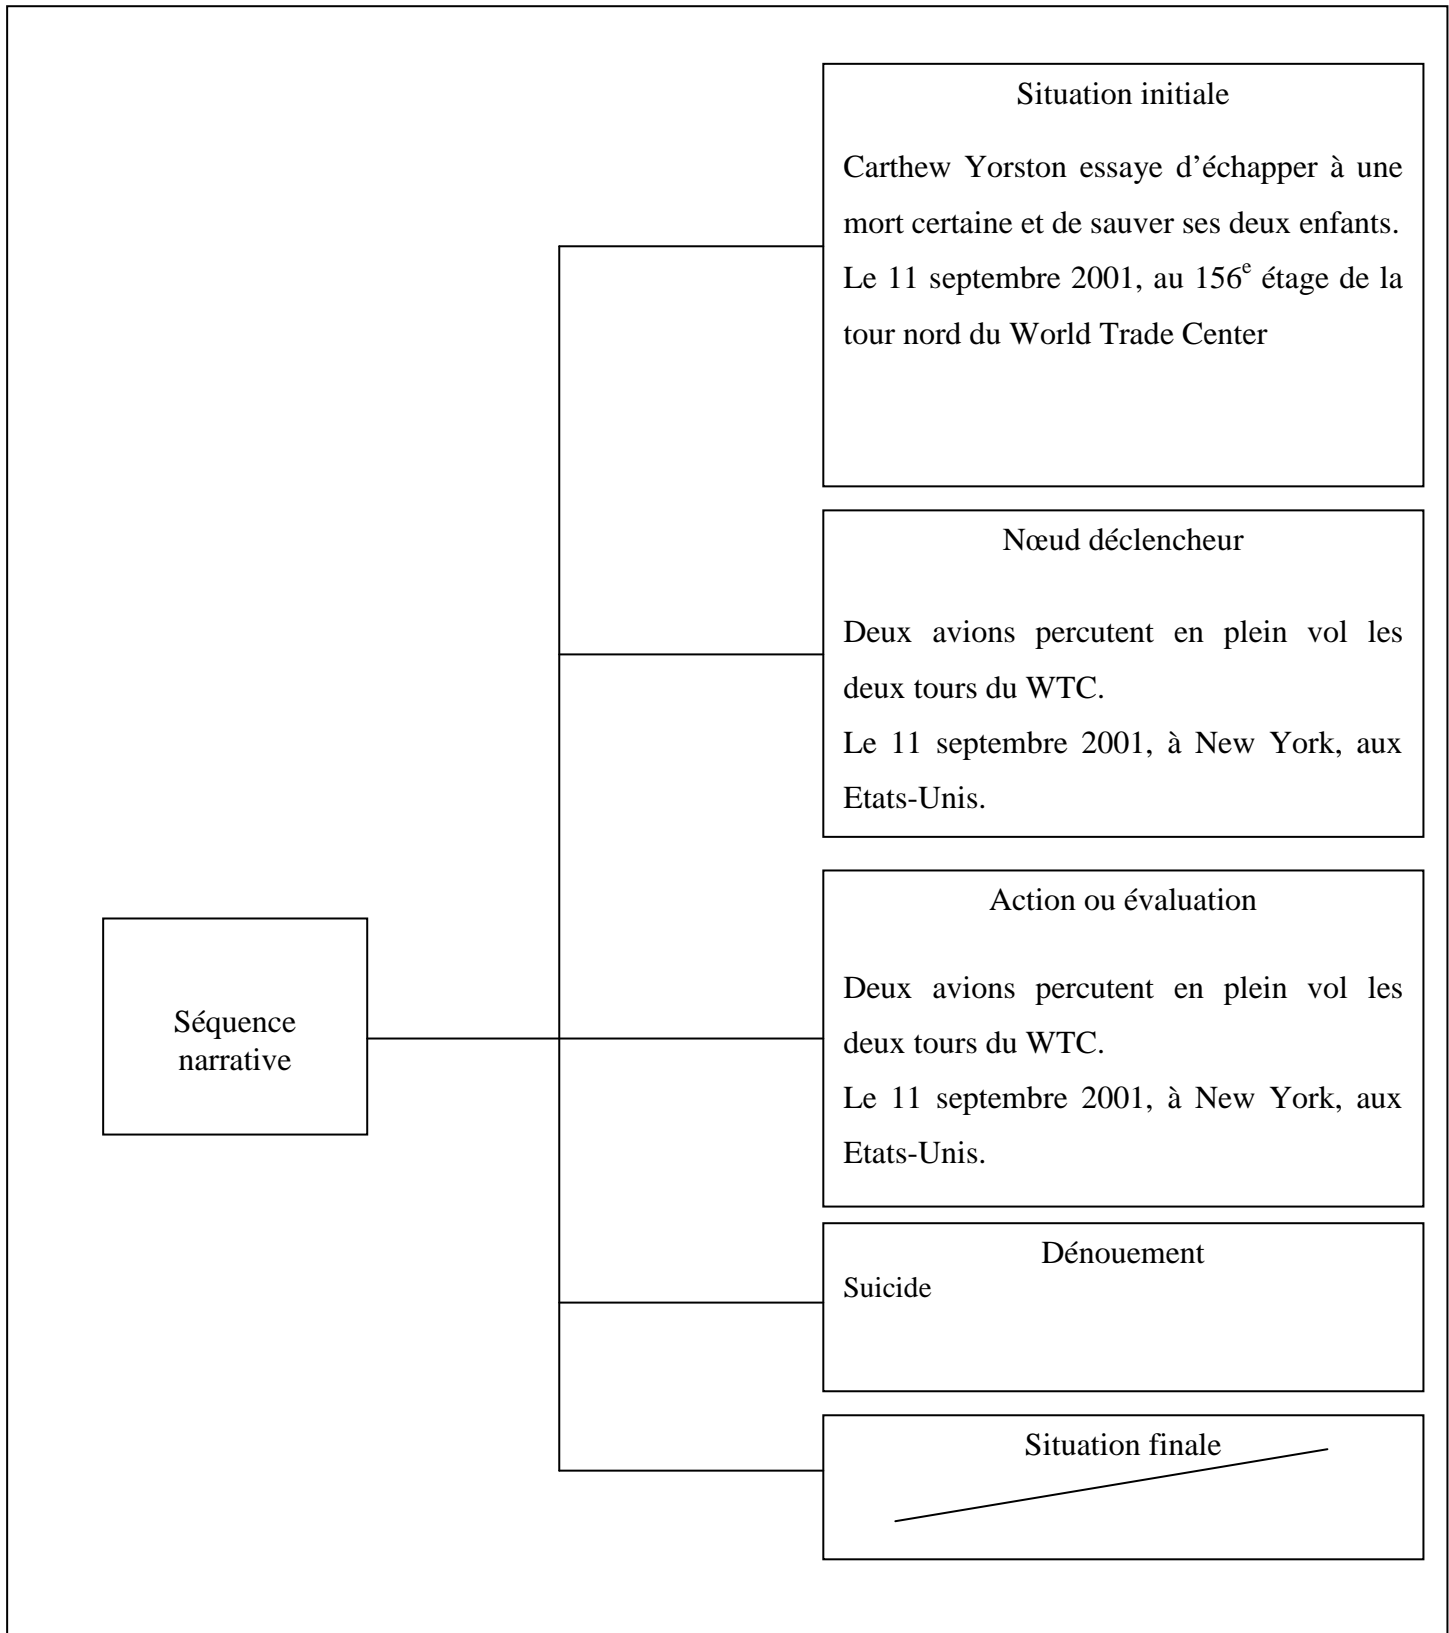 Situation initiale
Carthew Yorston essaye d'échapper à une
mort certaine et de sauver ses deux enfants.
Le 11 septembre 2001, au 156e étage de la
tour nord du World Trade Center
Nœud déclencheur
Deux avions percutent en plein vol les
deux tours du WTC.
Le 11 septembre 2001, à New York, aux
Etats-Unis.
Action ou évaluation
Deux avions percutent en plein vol les
deux tours du WTC.
Le 11 septembre 2001, à New York, aux
Etats-Unis.
Séquence
narrative
Dénouement
Suicide
Situation finale